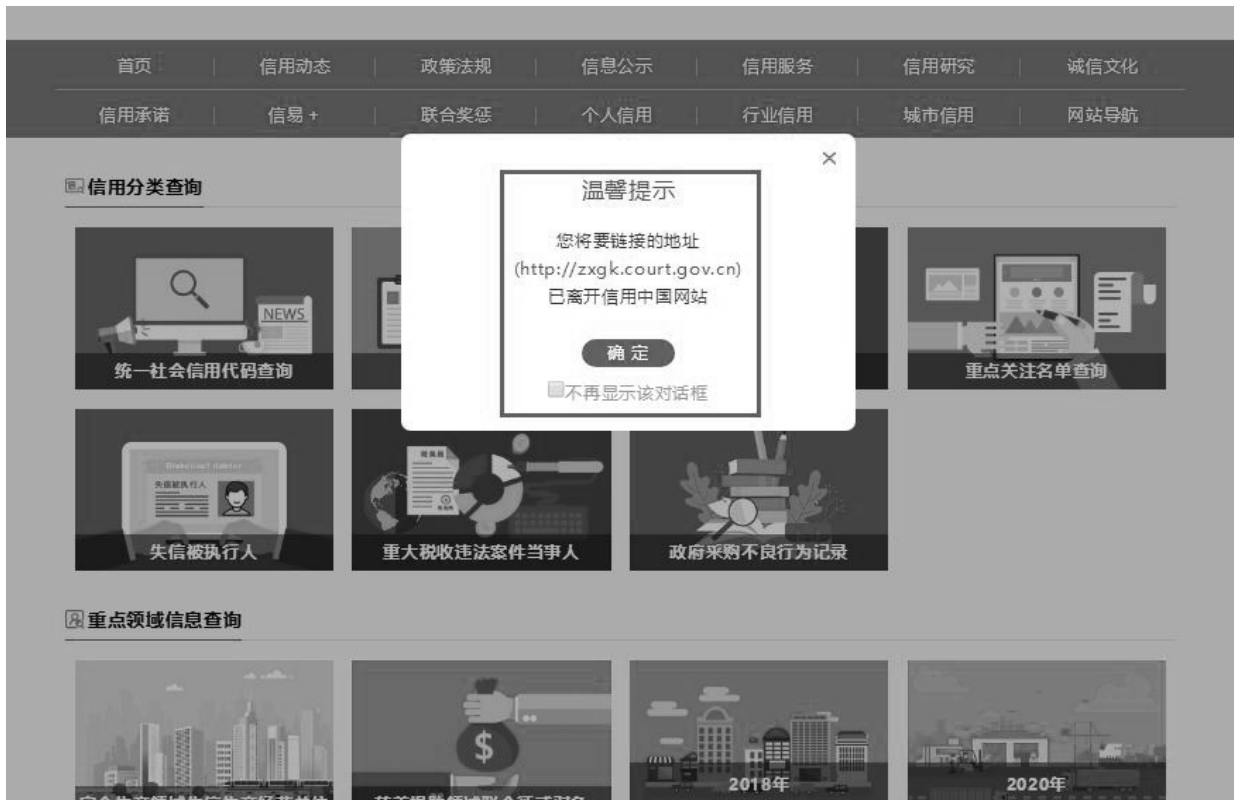 首页
信用动态
政策法规
信息公示
信用服务
信用研究
诚信文化
信用承诺
信易 +
联合奖惩
个人信用
行业信用
城市信用
网站导航
×
信用分类查询
温馨提示
您将要链接的地址
(http://zxgk.court.gov.cn)
已离开信用中国网站
确 定
不再显示该对话框
NEWS
统一社会信用代码查询
重点关注名单查询
失信被执行人
失信被执行人
重大税收违法案件当事人
政府采购不良行为记录
重点领域信息查询
$
2018年
2020年